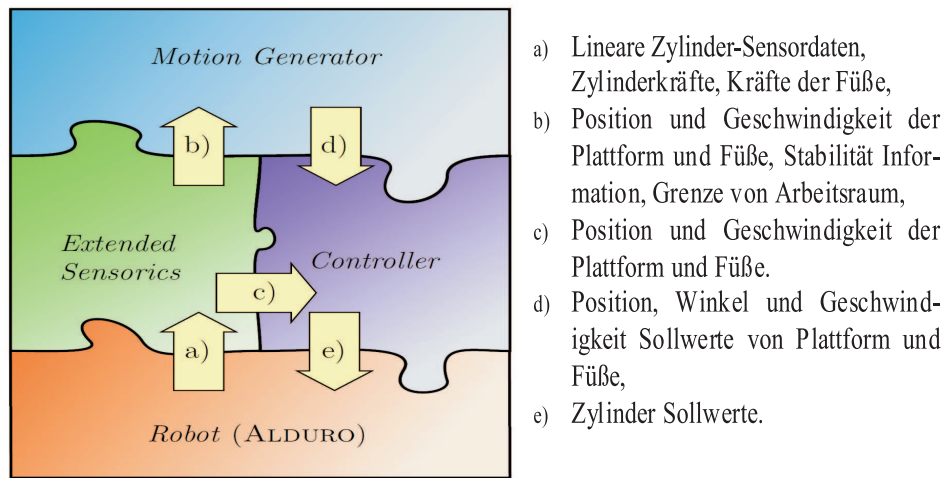 Motion Generator
b)
d)
Extended
Sensorics
Controller
c)
a)
e)
Robot (ALDURO)
a) Lineare Zylinder-Sensordaten,
Zylinderkräfte, Kräfte der Füße,
b) Position und Geschwindigkeit der
Plattform und Füße, Stabilität Infor-
mation, Grenze von Arbeitsraum,
c) Position und Geschwindigkeit der
Plattform und Füße.
d) Position, Winkel und Geschwind-
igkeit Sollwerte von Plattform und
Füße,
e) Zylinder Sollwerte.